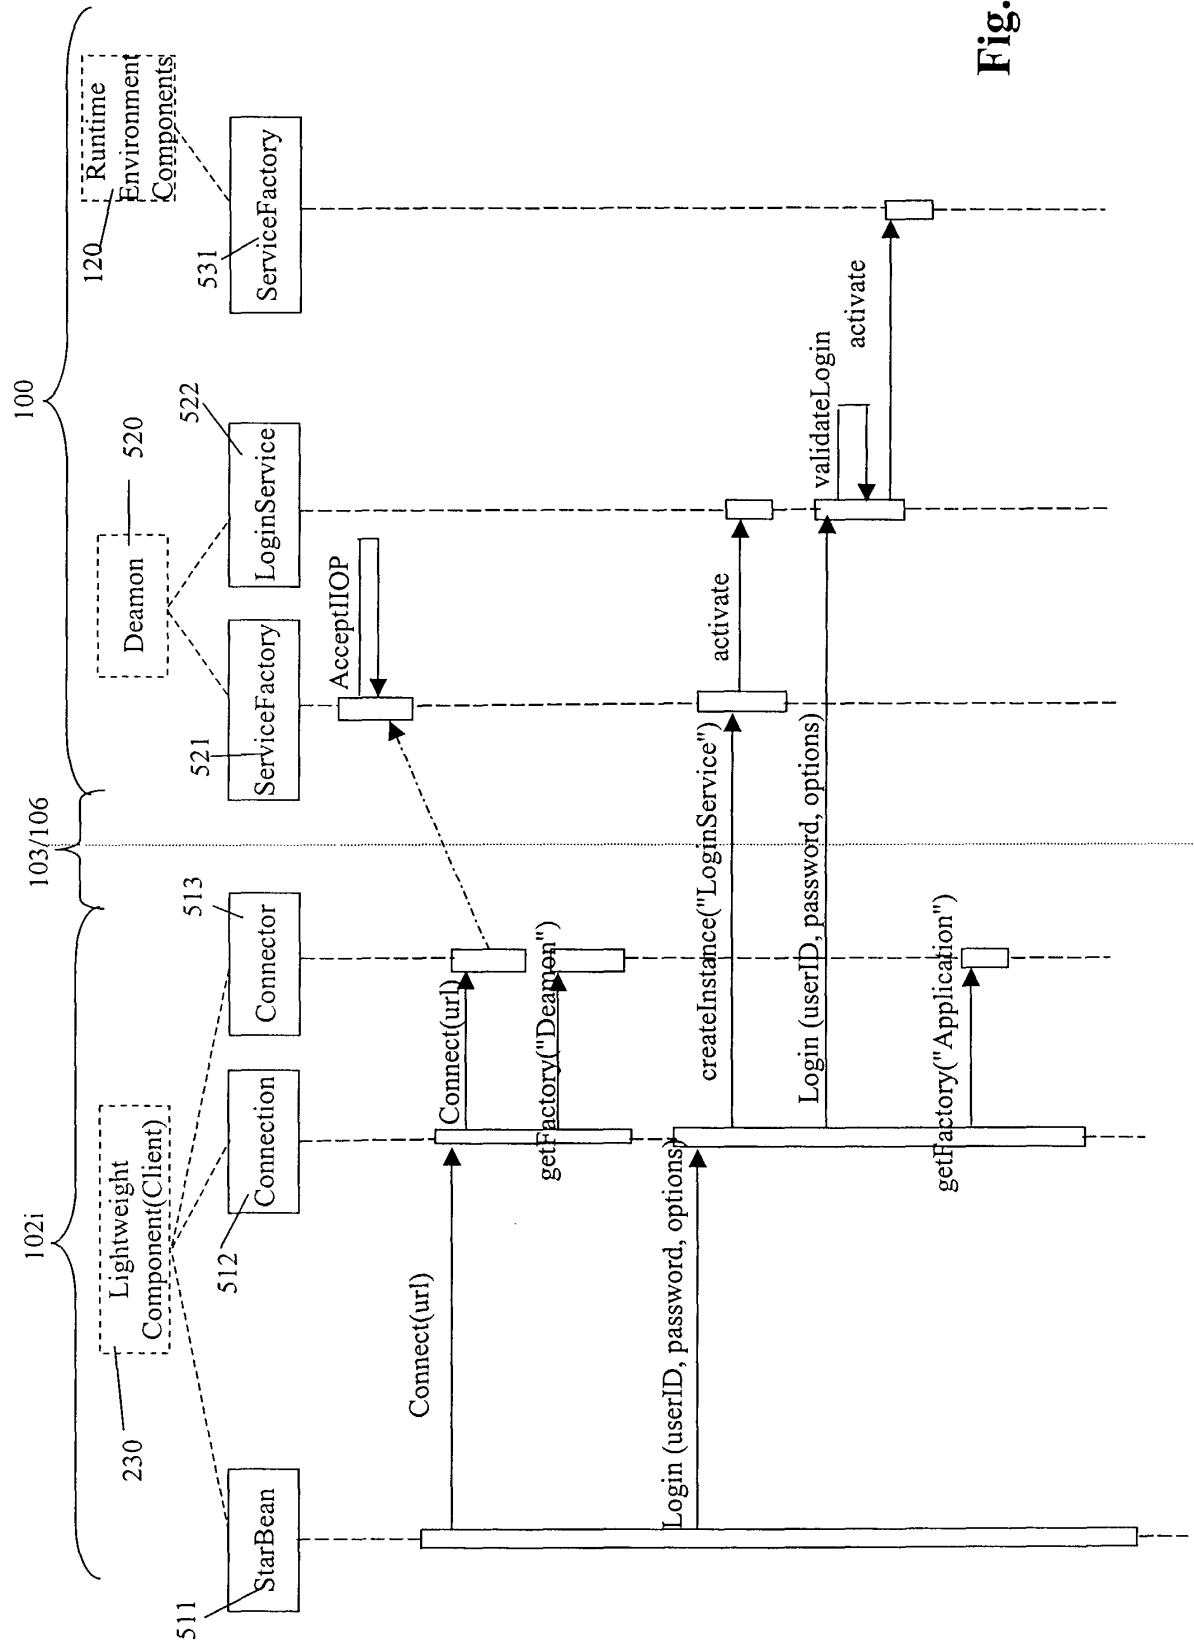 102i
103/106
100
230
Lightweight
Component(Client)
Deamon
520
120
Runtime
Environment
Components
511
512
513
521
522
531
StarBean
Connection
Connector
ServiceFactory
LoginService
ServiceFactory
AcceptIIOP
Connect(url)
Connect(url)
getFactory("Deamon")
Login (userID, password, options)
createInstance("LoginService")
activate
Login (userID, password, options)
validateLogin
activate
getFactory("Application")
Fig.